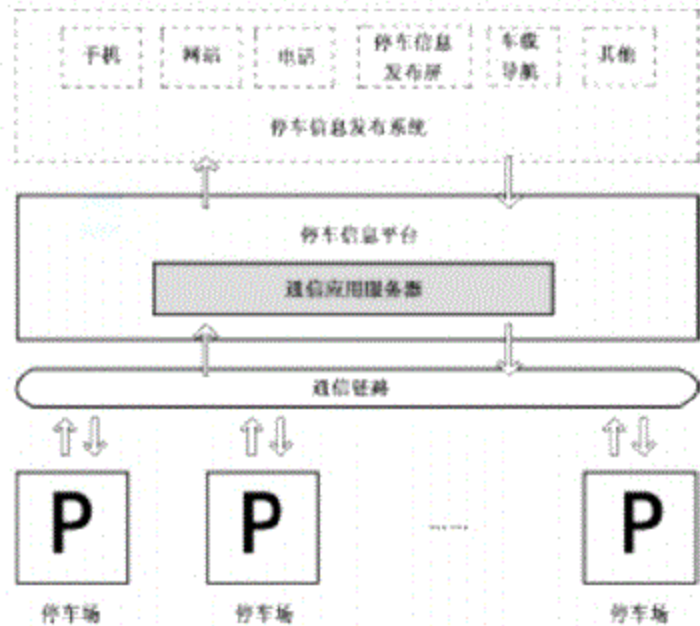 手机 网站 电话 停车信息 车载 其他
发布屏 导航
停车信息发布系统
停车信息平台
通信应用服务器
通信链路
P P ...... P
停车场 停车场 停车场